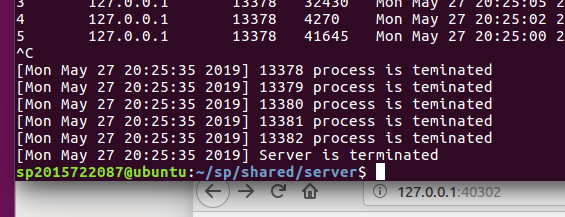 3 127.0.0.1 13378 32430 Mon May 27 20:25:05 2
4 127.0.0.1 13378 4270 Mon May 27 20:25:02 2
5 127.0.0.1 13378 41645 Mon May 27 20:25:00 2
^C
[Mon May 27 20:25:35 2019] 13378 process is teminated
[Mon May 27 20:25:35 2019] 13379 process is teminated
[Mon May 27 20:25:35 2019] 13380 process is teminated
[Mon May 27 20:25:35 2019] 13381 process is teminated
[Mon May 27 20:25:35 2019] 13382 process is teminated
[Mon May 27 20:25:35 2019] Server is terminated
sp2015722087@ubuntu:~/sp/shared/server$
127.0.0.1:40302